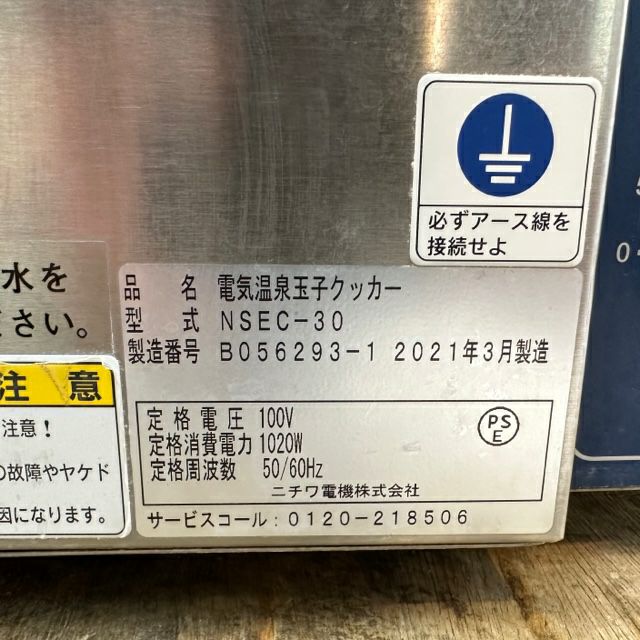 必ずアース線を
接続せよ
水を
ださい。
注 意
注意！
の故障やヤケド
因になります。
品 名 電気温泉玉子クッカー
型 式 NSEC-30
製造番号 B056293-1 2021年3月製造
定格電圧 100V
定格消費電力 1020W
定格周波数 50/60Hz
PS
E
ニチワ電機株式会社
サービスコール：0120-218506
0